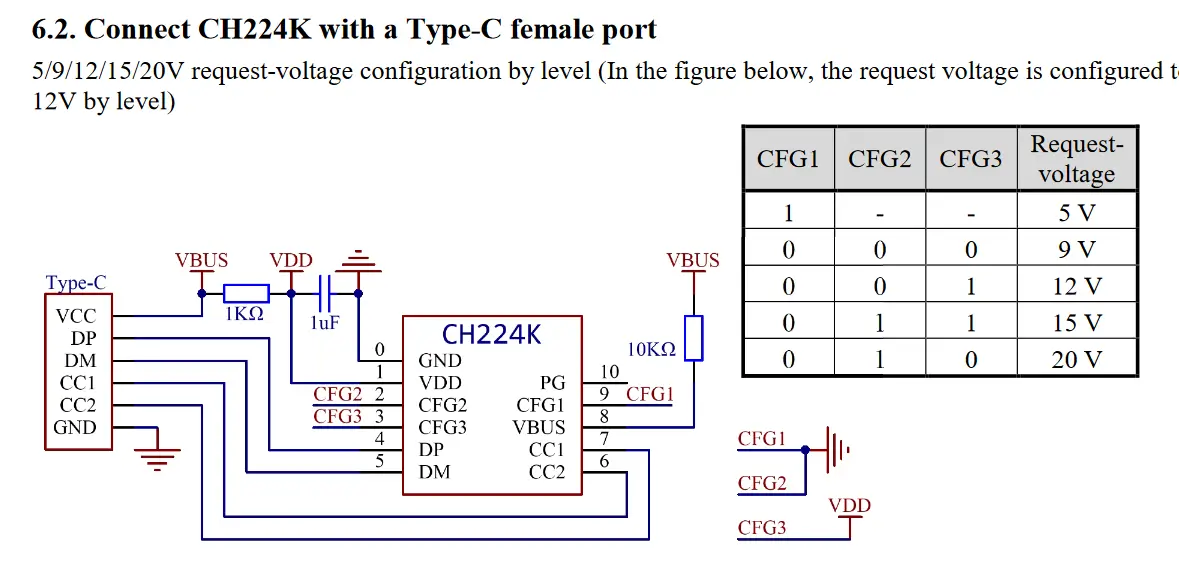 6.2. Connect CH224K with a Type-C female port
5/9/12/15/20V request-voltage configuration by level (In the figure below, the request voltage is configured t
12V by level)
CFG1 CFG2 CFG3 Request-voltage
1 - - 5 V
0 0 0 9 V
0 0 1 12 V
0 1 1 15 V
0 1 0 20 V
Type-C
VCC
DP
DM
CC1
CC2
GND
VBUS
1KΩ
VDD
1uF
CH224K
0 GND
1 VDD
CFG2 2 CFG2
CFG3 3 CFG3
4 DP
5 DM
PG 10
CFG1 9 CFG1
VBUS 8
CC1 7
CC2 6
VBUS
10KΩ
CFG1
CFG2
VDD
CFG3